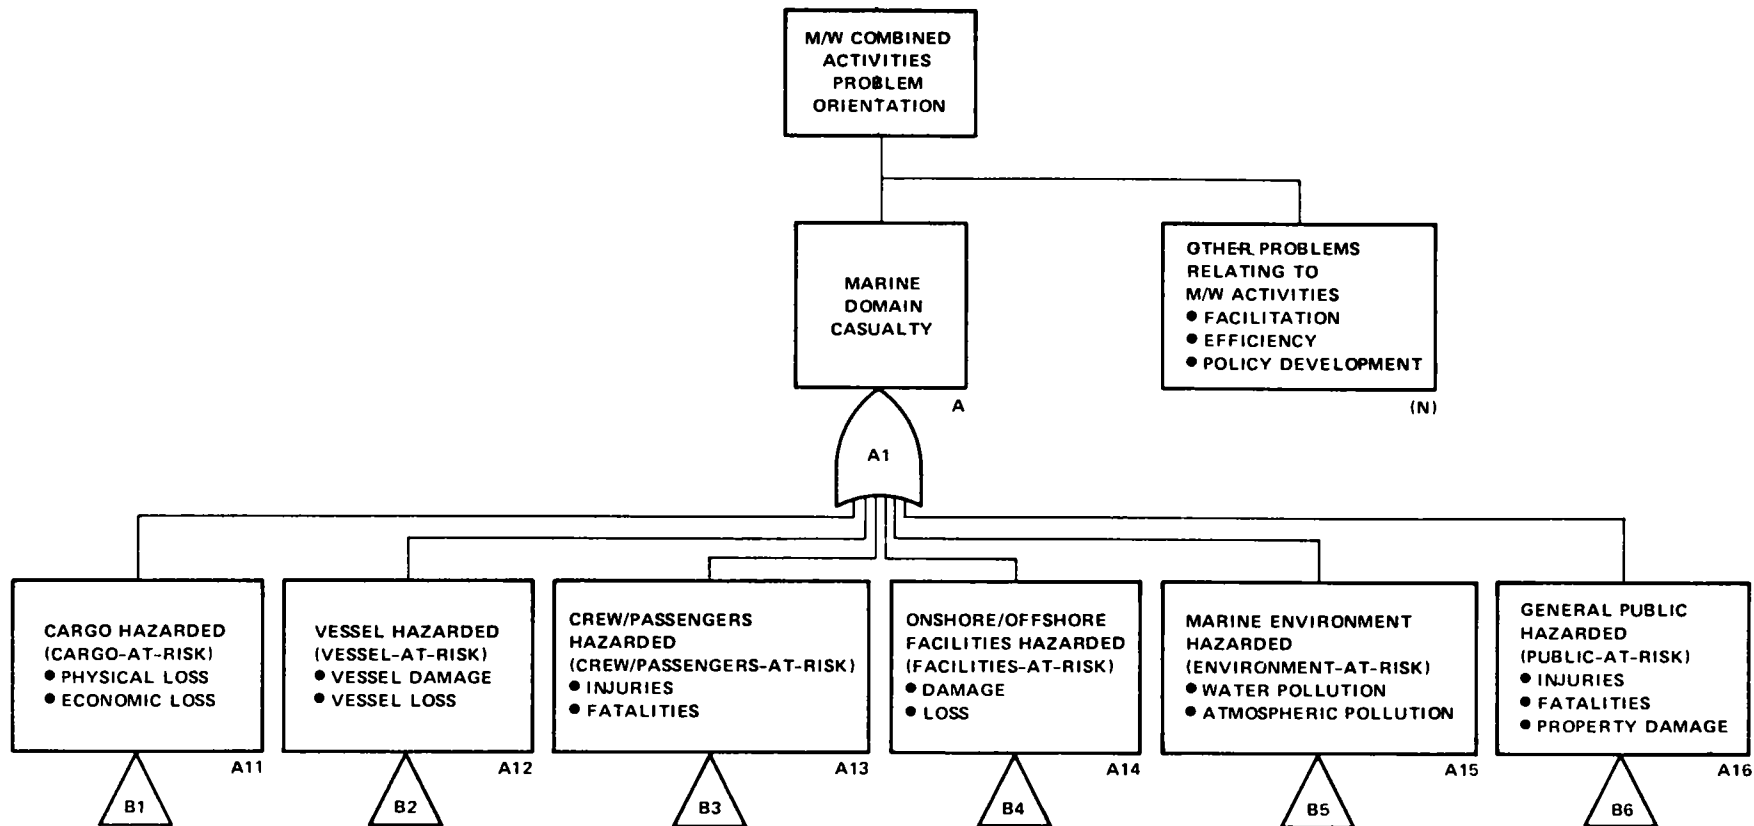 M/W COMBINED
ACTIVITIES
PROBLEM
ORIENTATION
MARINE
DOMAIN
CASUALTY
A
OTHER PROBLEMS
RELATING TO
M/W ACTIVITIES
● FACILITATION
● EFFICIENCY
● POLICY DEVELOPMENT
(N)
A1
CARGO HAZARDED
(CARGO-AT-RISK)
● PHYSICAL LOSS
● ECONOMIC LOSS
A11
VESSEL HAZARDED
(VESSEL-AT-RISK)
● VESSEL DAMAGE
● VESSEL LOSS
A12
CREW/PASSENGERS
HAZARDED
(CREW/PASSENGERS-AT-RISK)
● INJURIES
● FATALITIES
A13
ONSHORE/OFFSHORE
FACILITIES HAZARDED
(FACILITIES-AT-RISK)
● DAMAGE
● LOSS
A14
MARINE ENVIRONMENT
HAZARDED
(ENVIRONMENT-AT-RISK)
● WATER POLLUTION
● ATMOSPHERIC POLLUTION
A15
GENERAL PUBLIC
HAZARDED
(PUBLIC-AT-RISK)
● INJURIES
● FATALITIES
● PROPERTY DAMAGE
A16
B1
B2
B3
B4
B5
B6